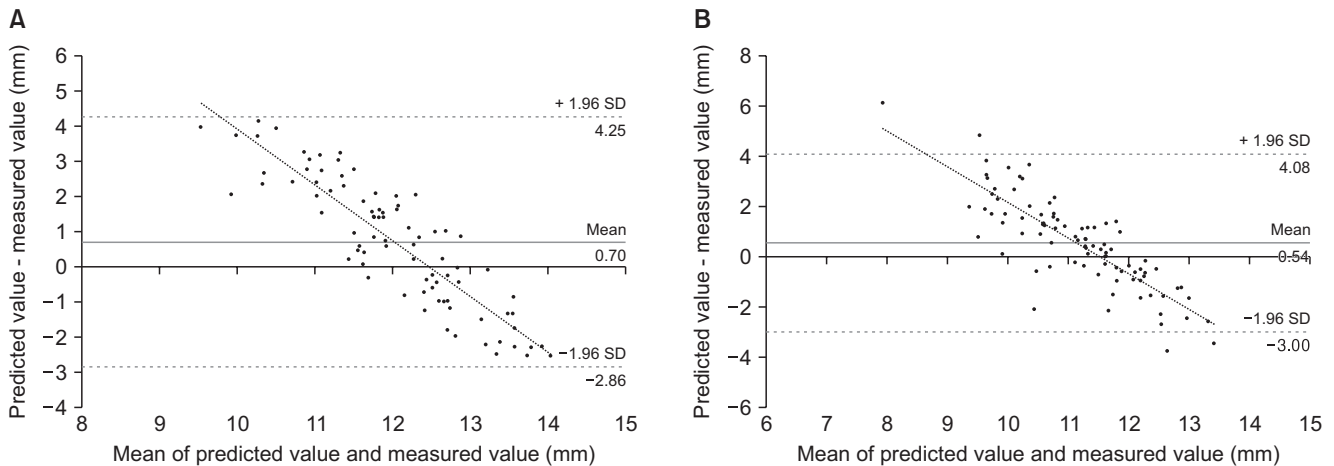 A
Predicted value - measured value (mm)
6
5
4
3
2
1
0
−1
−2
−3
−4
+ 1.96 SD
4.25
Mean
0.70
−1.96 SD
−2.86
8 9 10 11 12 13 14 15
Mean of predicted value and measured value (mm)
B
Predicted value - measured value (mm)
8
6
4
2
0
−2
−4
−6
+ 1.96 SD
4.08
Mean
0.54
−1.96 SD
−3.00
6 7 8 9 10 11 12 13 14 15
Mean of predicted value and measured value (mm)